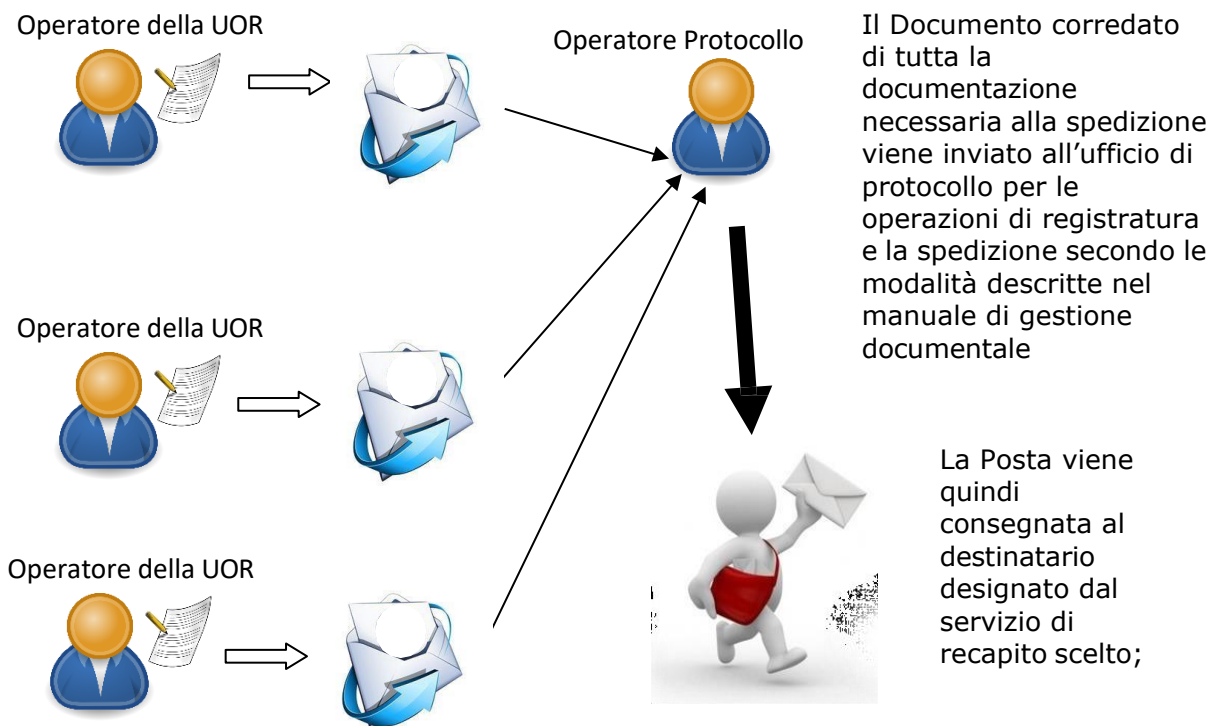 Operatore della UOR
Operatore Protocollo
Il Documento corredato
di tutta la
documentazione
necessaria alla spedizione
viene inviato all’ufficio di
protocollo per le
operazioni di registratura
e la spedizione secondo le
modalità descritte nel
manuale di gestione
documentale
Operatore della UOR
La Posta viene
quindi
consegnata al
destinatario
designato dal
servizio di
recapito scelto;
Operatore della UOR